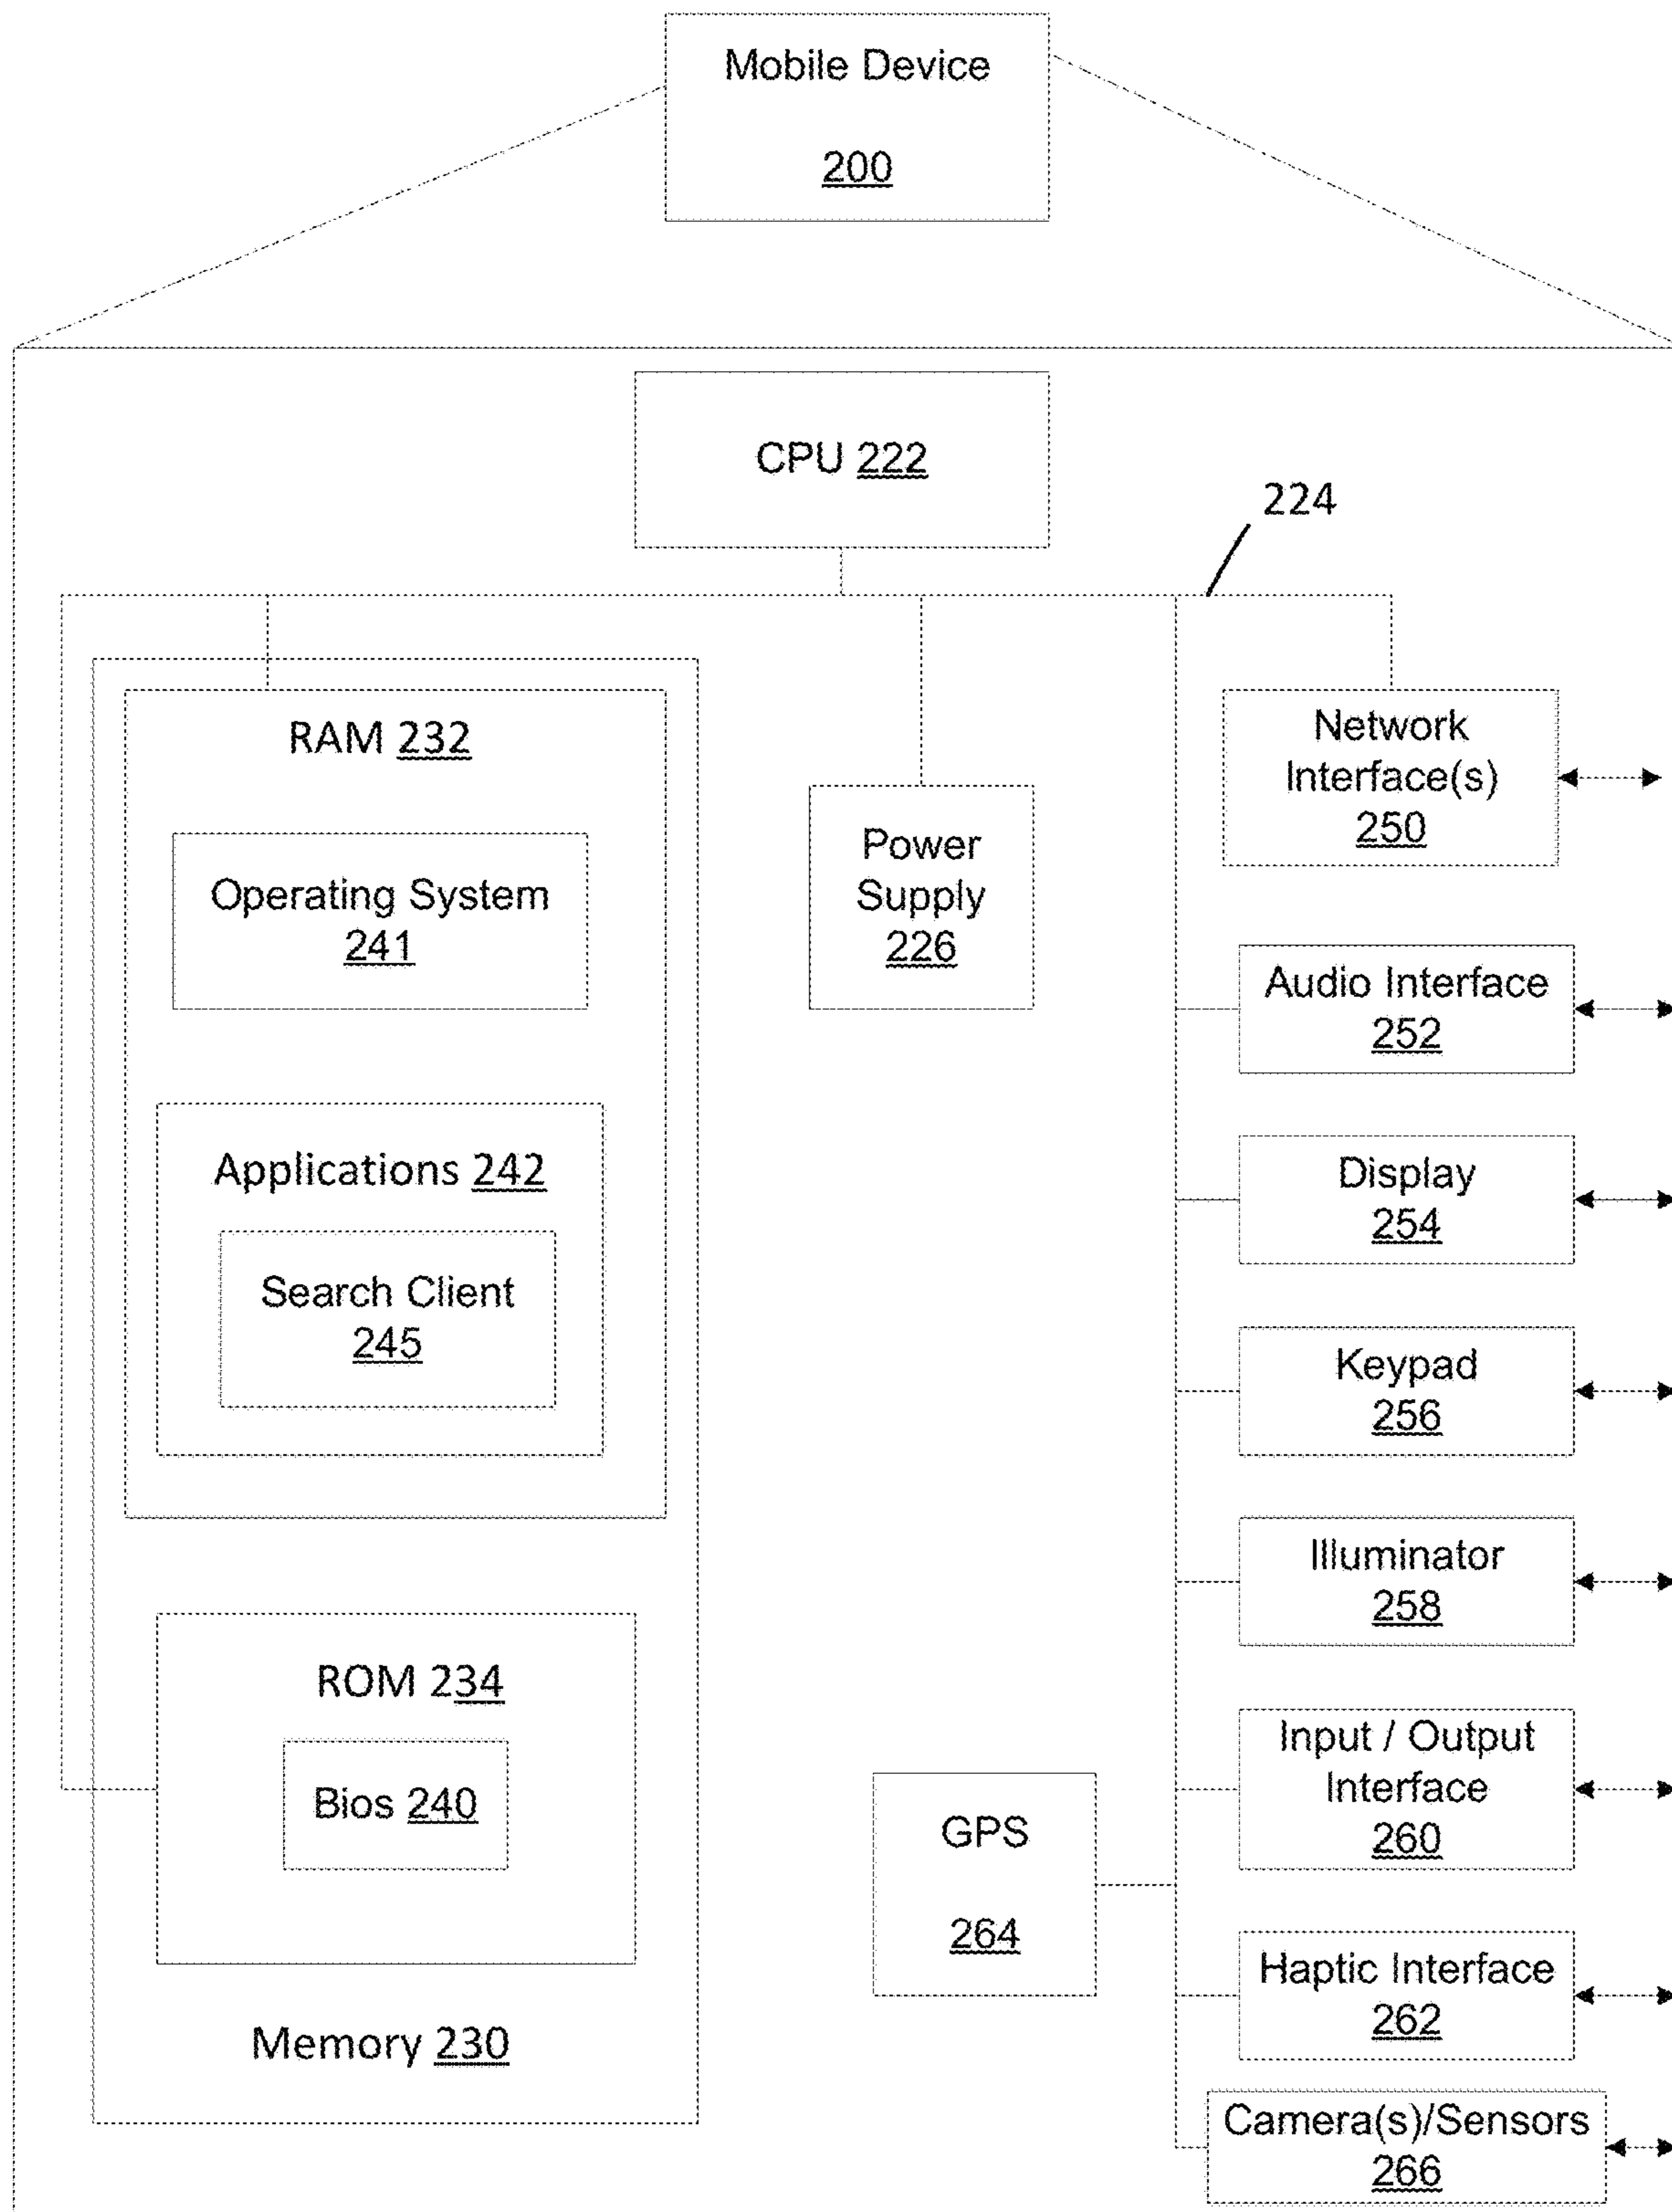 Mobile Device
200
CPU 222
224
RAM 232
Operating System
241
Applications 242
Search Client
245
ROM 234
Bios 240
Memory 230
Power
Supply
226
GPS
264
Network
Interface(s)
250
Audio Interface
252
Display
254
Keypad
256
Illuminator
258
Input / Output
Interface
260
Haptic Interface
262
Camera(s)/Sensors
266